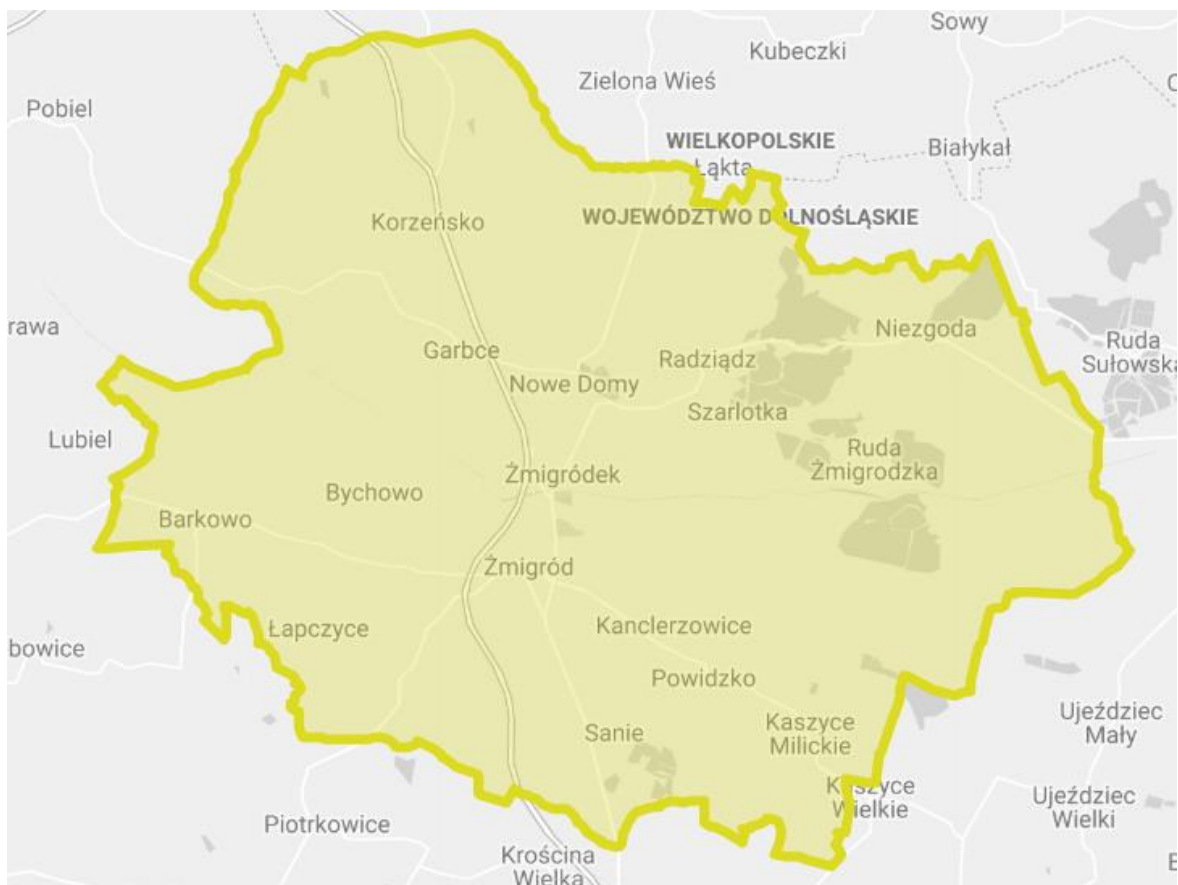 Sowy
Kubeczki
Zielona Wieś
Pobiel
WIELKOPOLSKIE
Łąkta
Białykał
WOJEWÓDZTWO DOLNOŚLĄSKIE
Korzeńsko
rawa
Niezgoda
Ruda
Sułowska
Garbce
Radziądz
Nowe Domy
Szarlotka
Lubiel
Ruda
Żmigrodzka
Żmigródek
Bychowo
Barkowo
Żmigród
Łapczyce
Kanclerzowice
bowice
Powidzko
Ujeździec
Mały
Sanie
Kaszyce
Milickie
Kaszyce
Wielkie
Ujeździec
Wielki
Piotrkowice
Krościna
Wielka